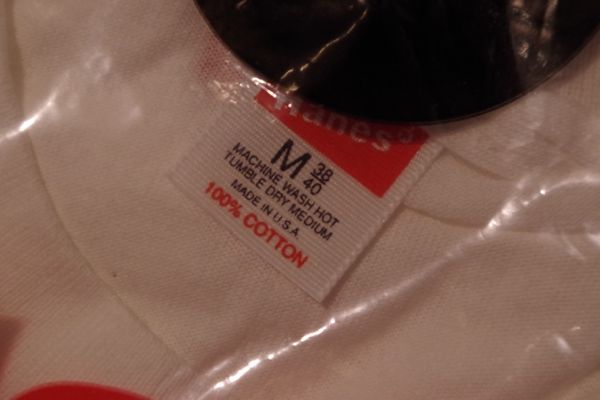 Hanes®
M 38/40
MACHINE WASH HOT
TUMBLE DRY MEDIUM
MADE IN U.S.A.
100% COTTON